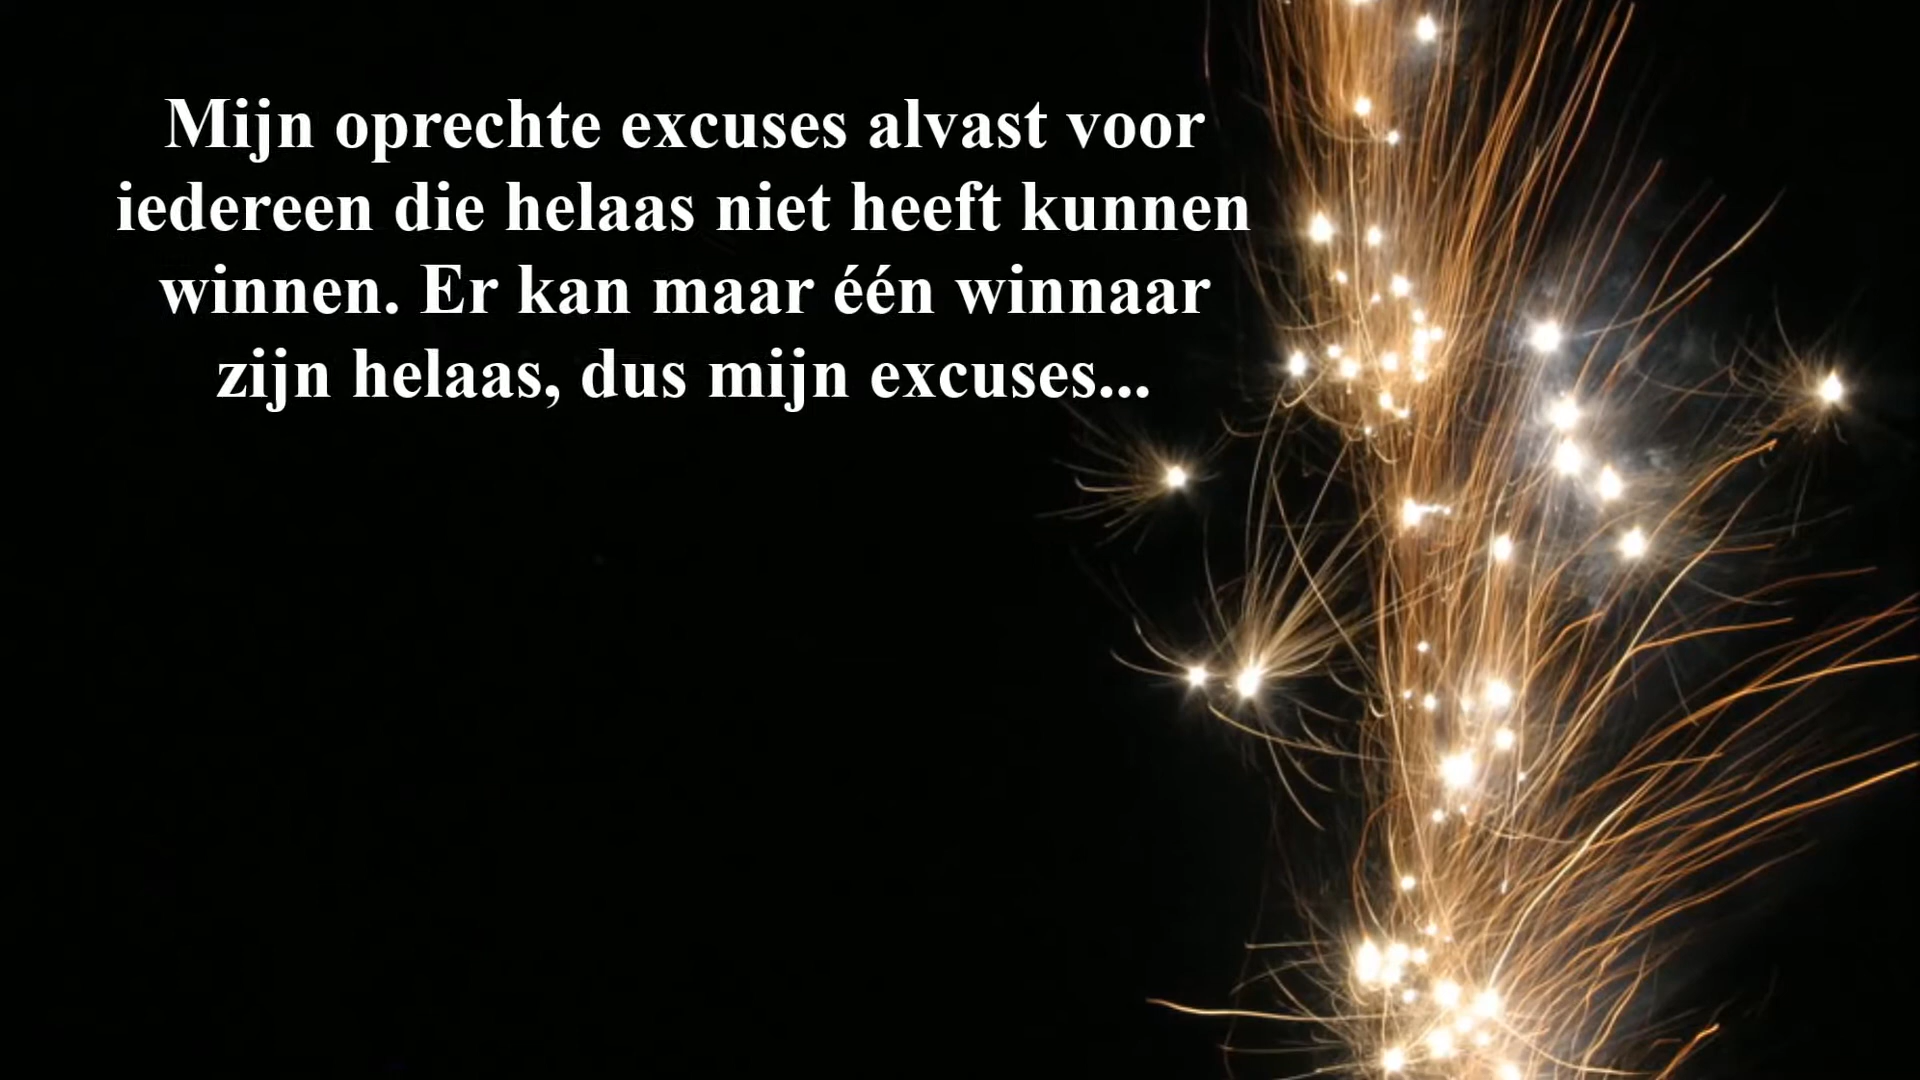 Mijn oprechte excuses alvast voor
iedereen die helaas niet heeft kunnen
winnen. Er kan maar één winnaar
zijn helaas, dus mijn excuses...